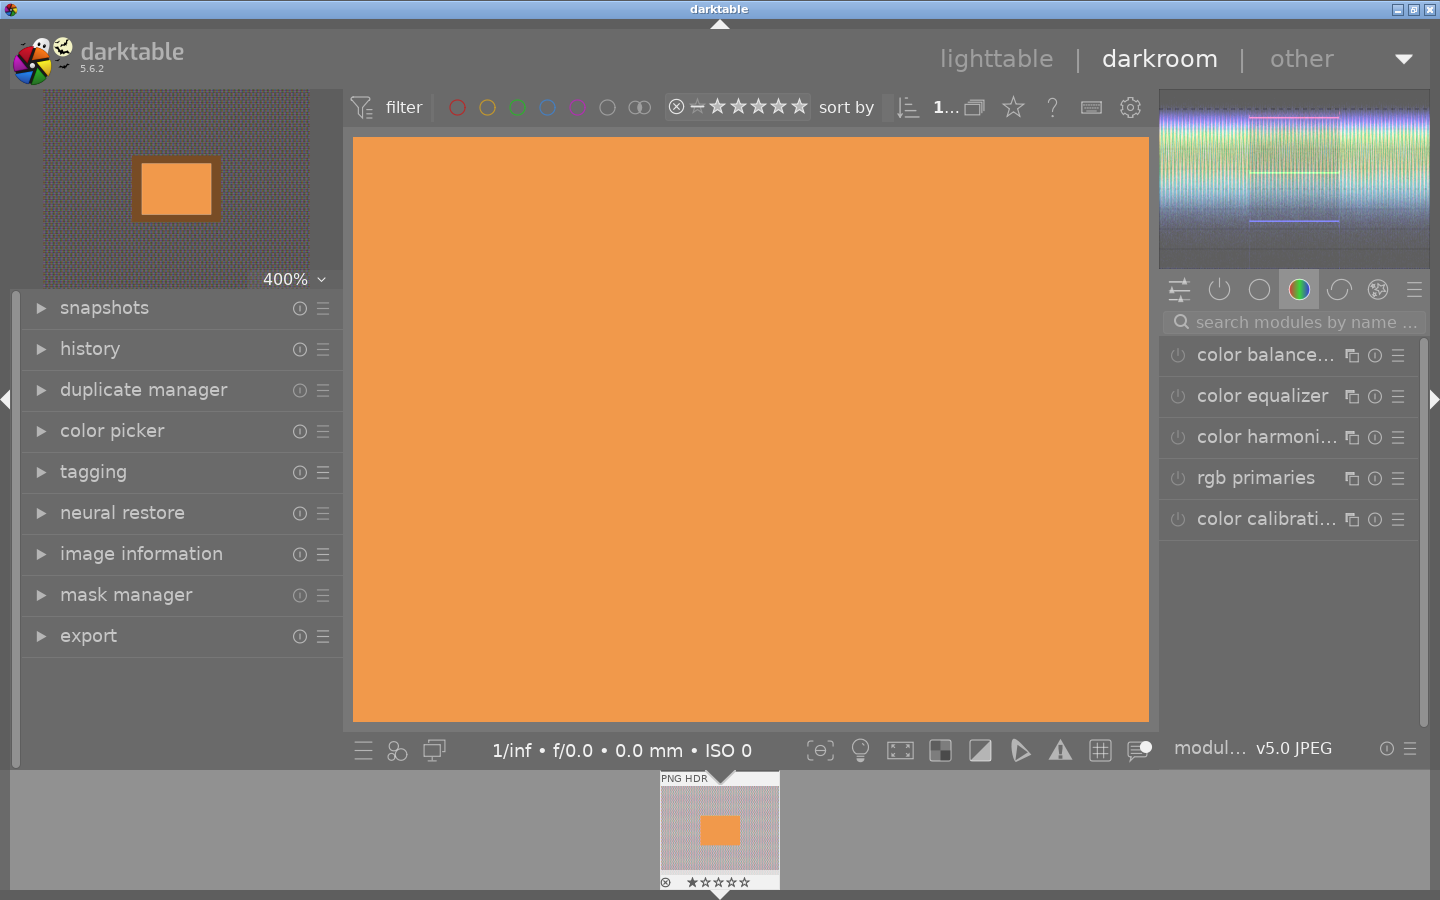 darktable
darktable
5.6.2
lighttable | darkroom | other
filter
sort by
1...
400%
snapshots
history
duplicate manager
color picker
tagging
neural restore
image information
mask manager
export
search modules by name ...
color balance...
color equalizer
color harmoni...
rgb primaries
color calibrati...
1/inf • f/0.0 • 0.0 mm • ISO 0
modul... v5.0 JPEG
PNG HDR